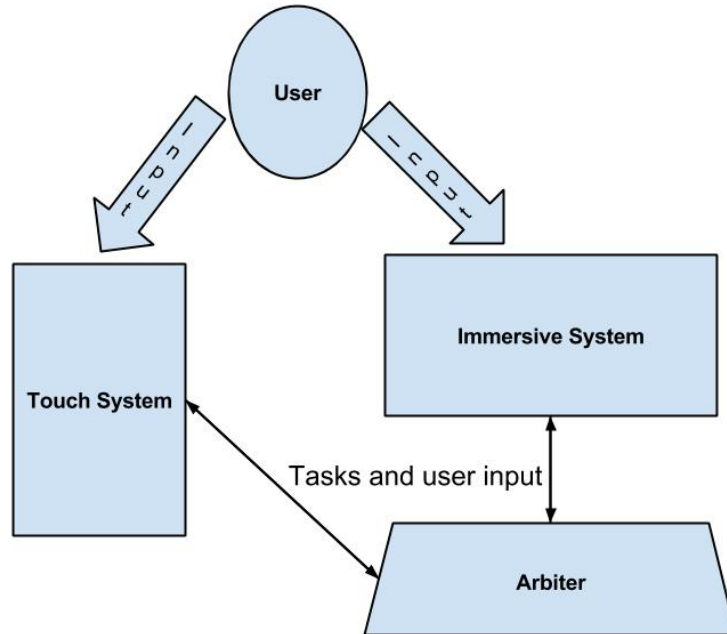 User
Input
Input
Touch System
Immersive System
Tasks and user input
Arbiter